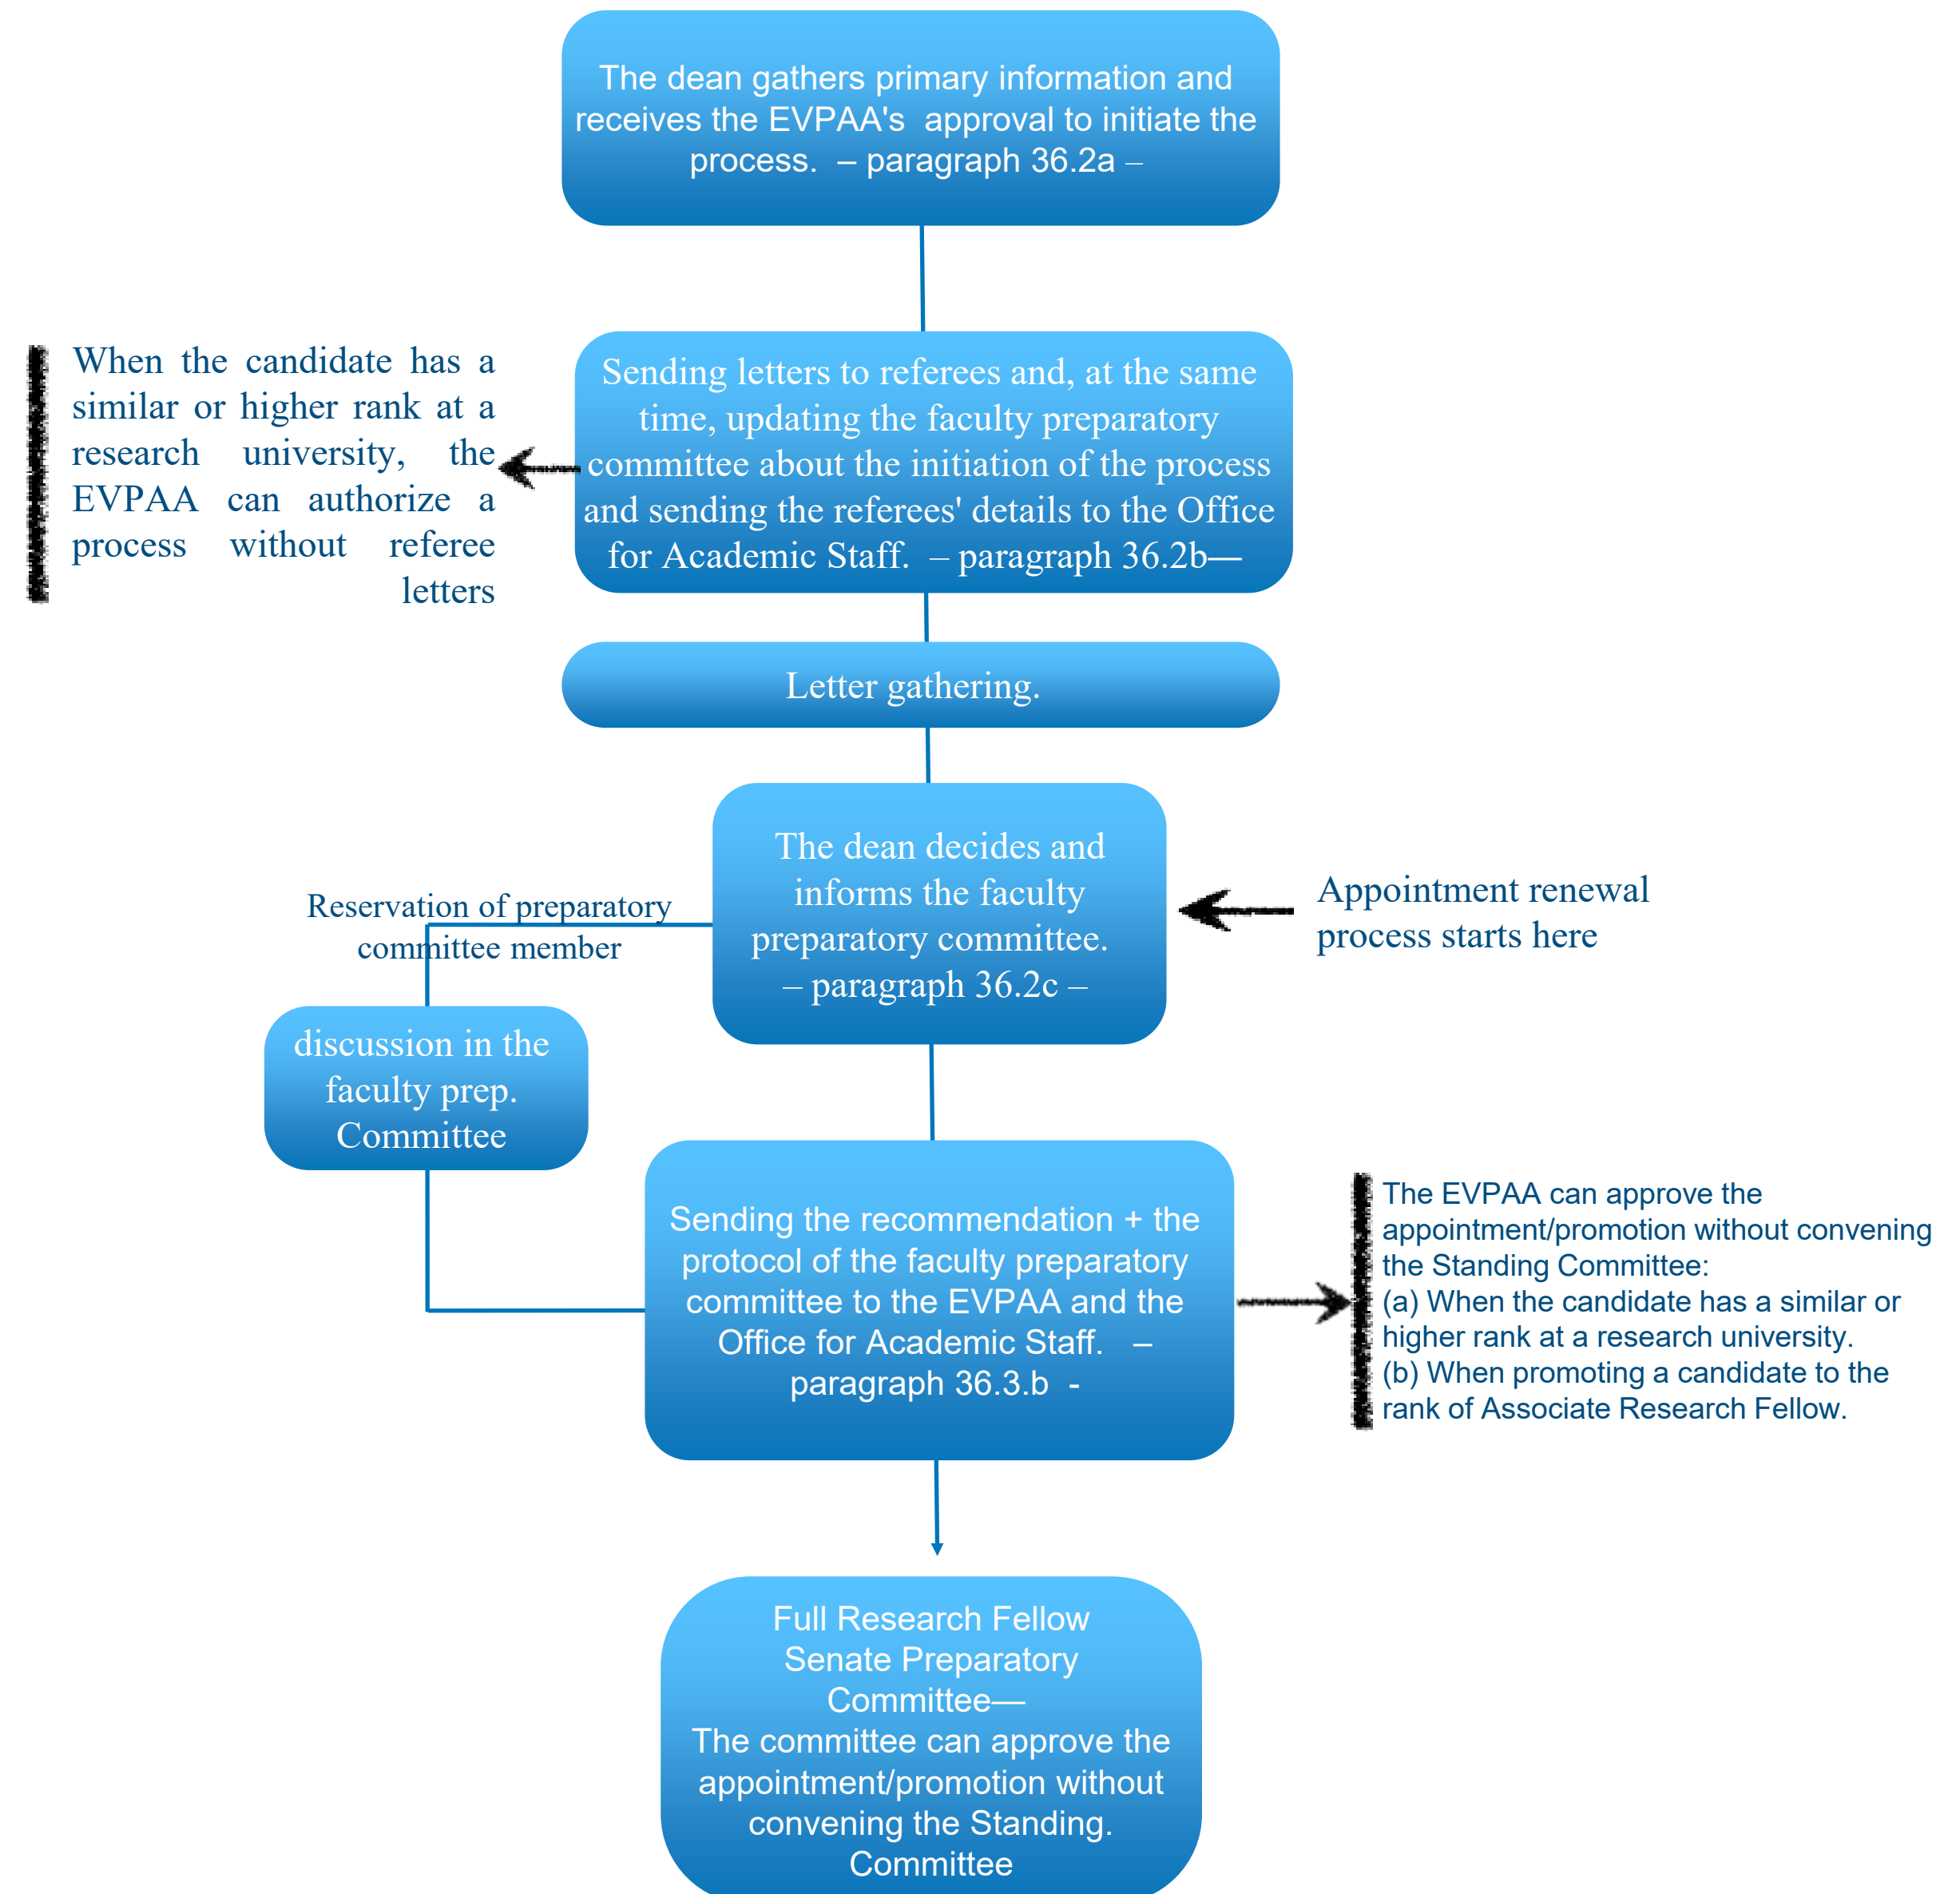 The dean gathers primary information and
receives the EVPAA's  approval to initiate the
process.  – paragraph 36.2a –
When the candidate has a
similar or higher rank at a
research university, the
EVPAA can authorize a
process without referee
letters
Sending letters to referees and, at the same
time, updating the faculty preparatory
committee about the initiation of the process
and sending the referees' details to the Office
for Academic Staff.  – paragraph 36.2b—
Letter gathering.
The dean decides and
informs the faculty
preparatory committee.
– paragraph 36.2c –
Appointment renewal
process starts here
Reservation of preparatory
committee member
discussion in the
faculty prep.
Committee
Sending the recommendation + the
protocol of the faculty preparatory
committee to the EVPAA and the
Office for Academic Staff.   –
paragraph 36.3.b  -
The EVPAA can approve the
appointment/promotion without convening
the Standing Committee:
(a) When the candidate has a similar or
higher rank at a research university.
(b) When promoting a candidate to the
rank of Associate Research Fellow.
Full Research Fellow
Senate Preparatory
Committee—
The committee can approve the
appointment/promotion without
convening the Standing.
Committee